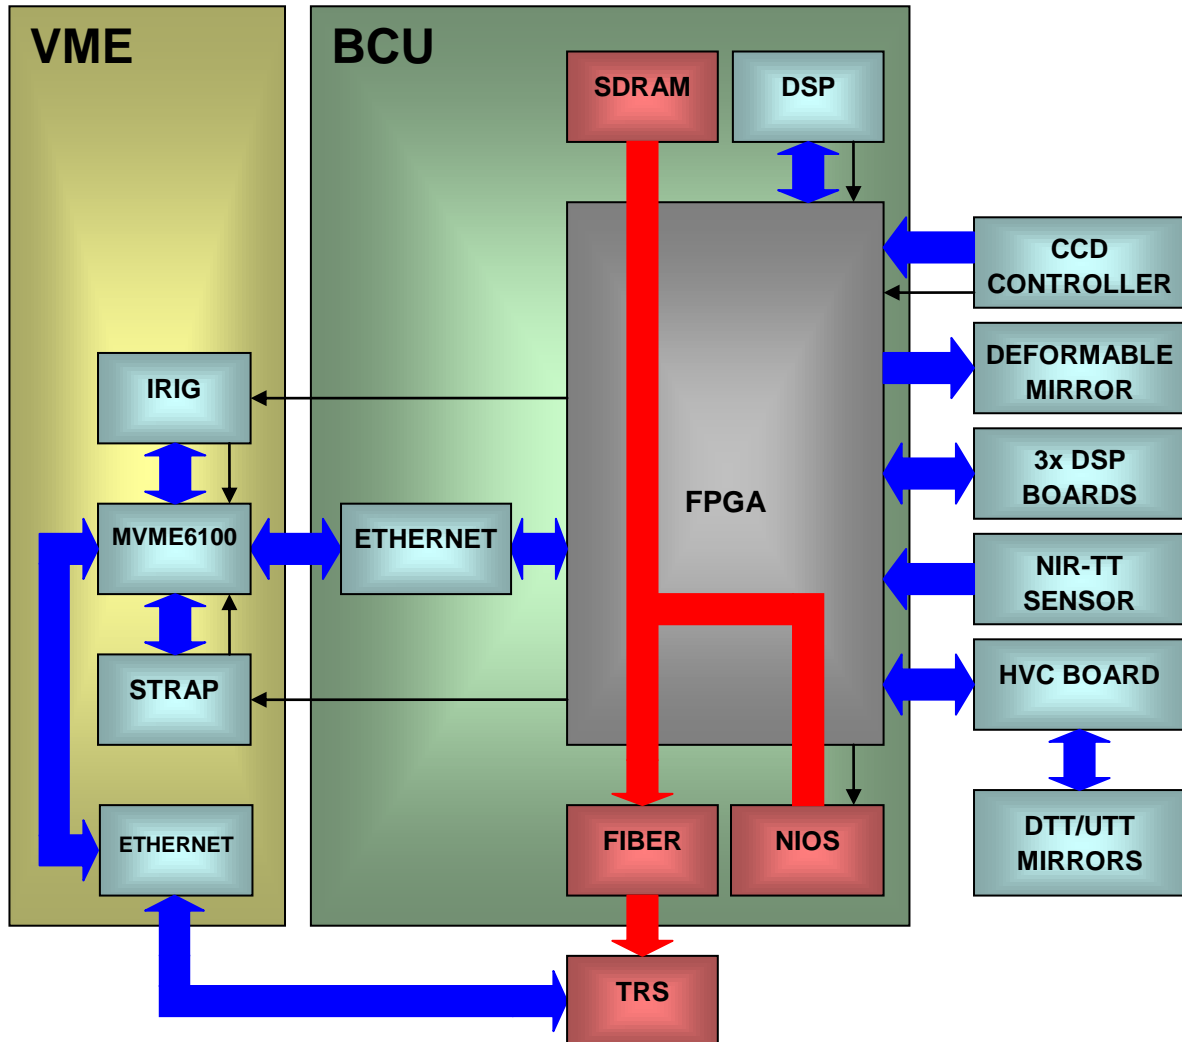 VME
BCU
SDRAM
DSP
CCD
CONTROLLER
DEFORMABLE
MIRROR
IRIG
3x DSP
BOARDS
FPGA
MVME6100
ETHERNET
NIR-TT
SENSOR
STRAP
HVC BOARD
ETHERNET
FIBER
NIOS
DTT/UTT
MIRRORS
TRS